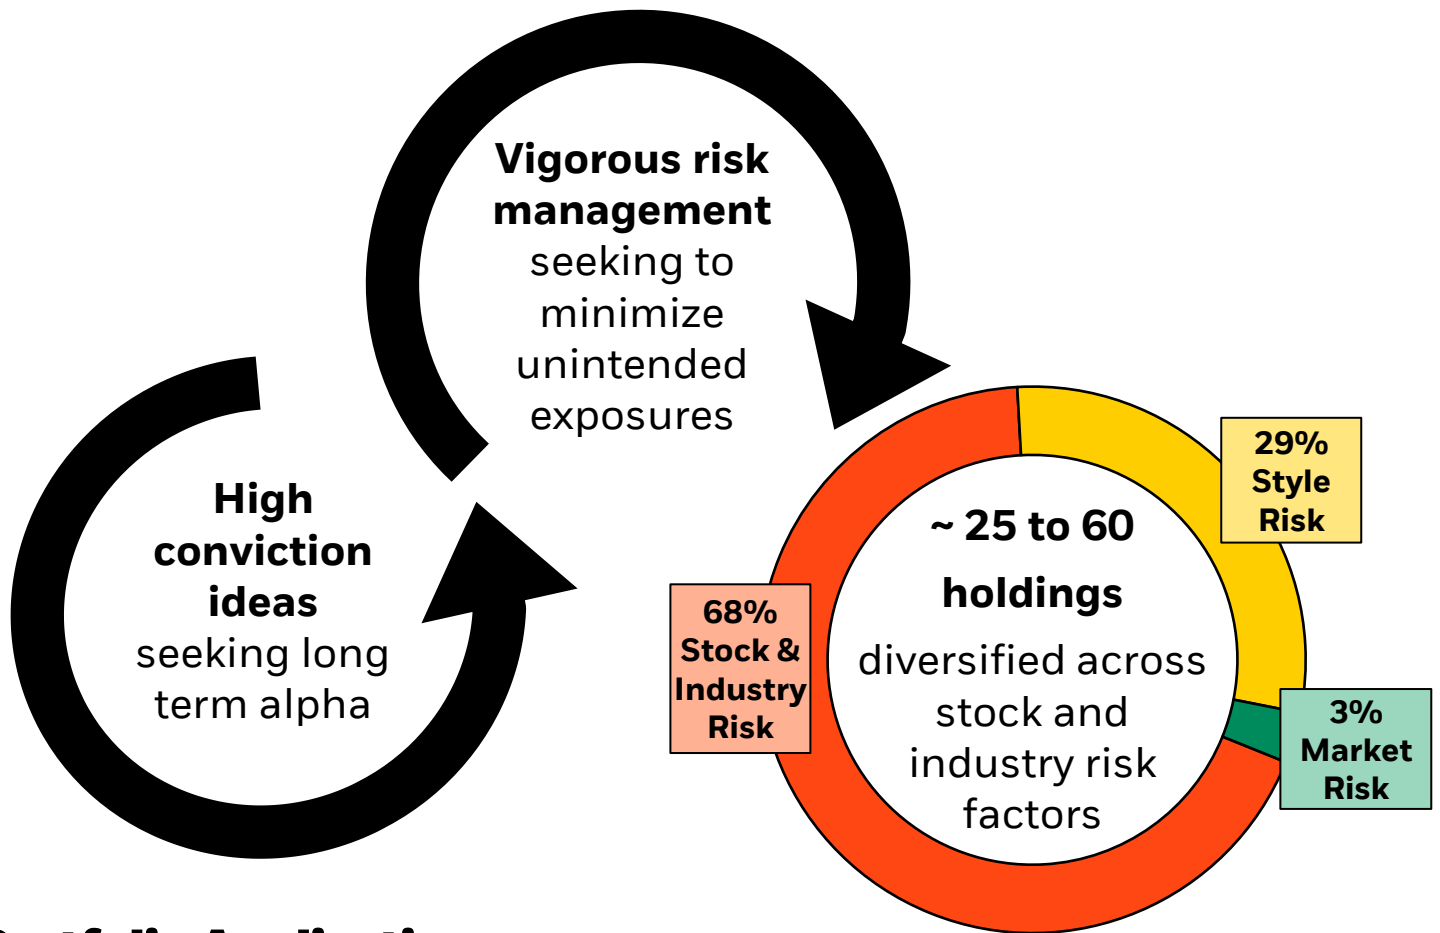 Vigorous risk
management
seeking to
minimize
unintended
exposures
High
conviction
ideas
seeking long
term alpha
29%
Style
Risk
~ 25 to 60
holdings
diversified across
stock and
industry risk
factors
68%
Stock &
Industry
Risk
3%
Market
Risk